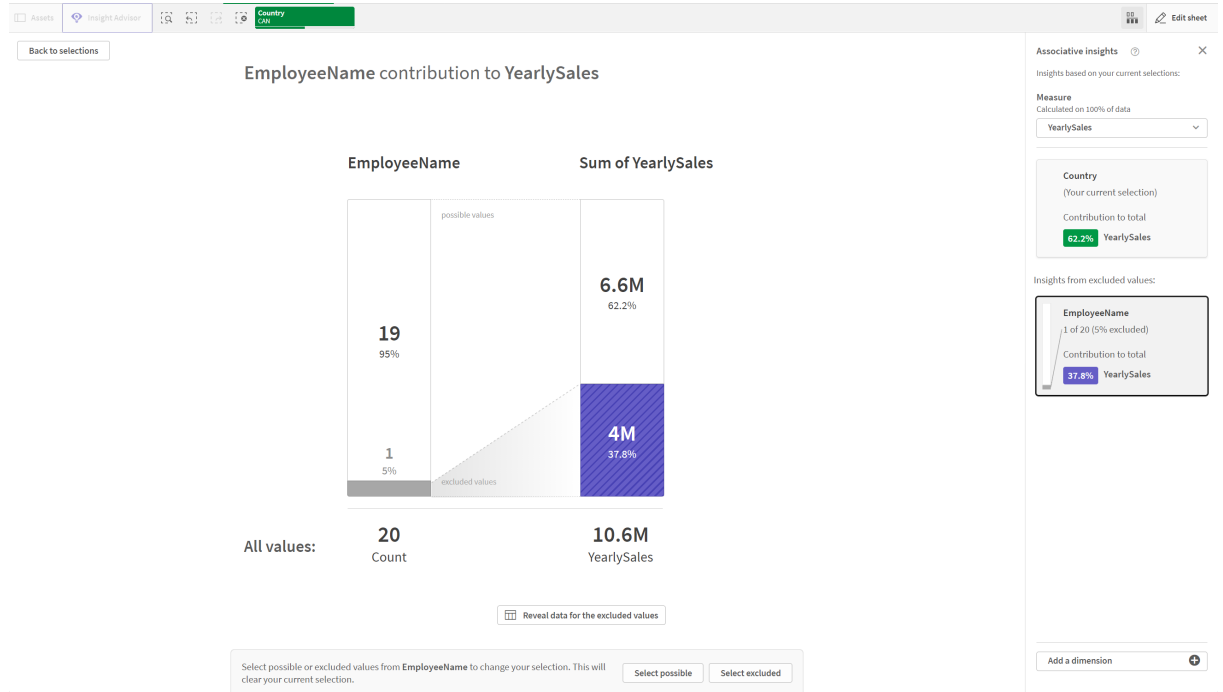 Assets
Insight Advisor
Country
CAN
Edit sheet
Back to selections
EmployeeName contribution to YearlySales
EmployeeName
Sum of YearlySales
possible values
6.6M
62.2%
19
95%
4M
37.8%
1
5%
excluded values
All values:
20
Count
10.6M
YearlySales
Reveal data for the excluded values
Select possible or excluded values from EmployeeName to change your selection. This will
clear your current selection.
Select possible
Select excluded
Associative insights
Insights based on your current selections:
Measure
Calculated on 100% of data
YearlySales
Country
(Your current selection)
Contribution to total
62.2% YearlySales
Insights from excluded values:
EmployeeName
1 of 20 (5% excluded)
Contribution to total
37.8% YearlySales
Add a dimension